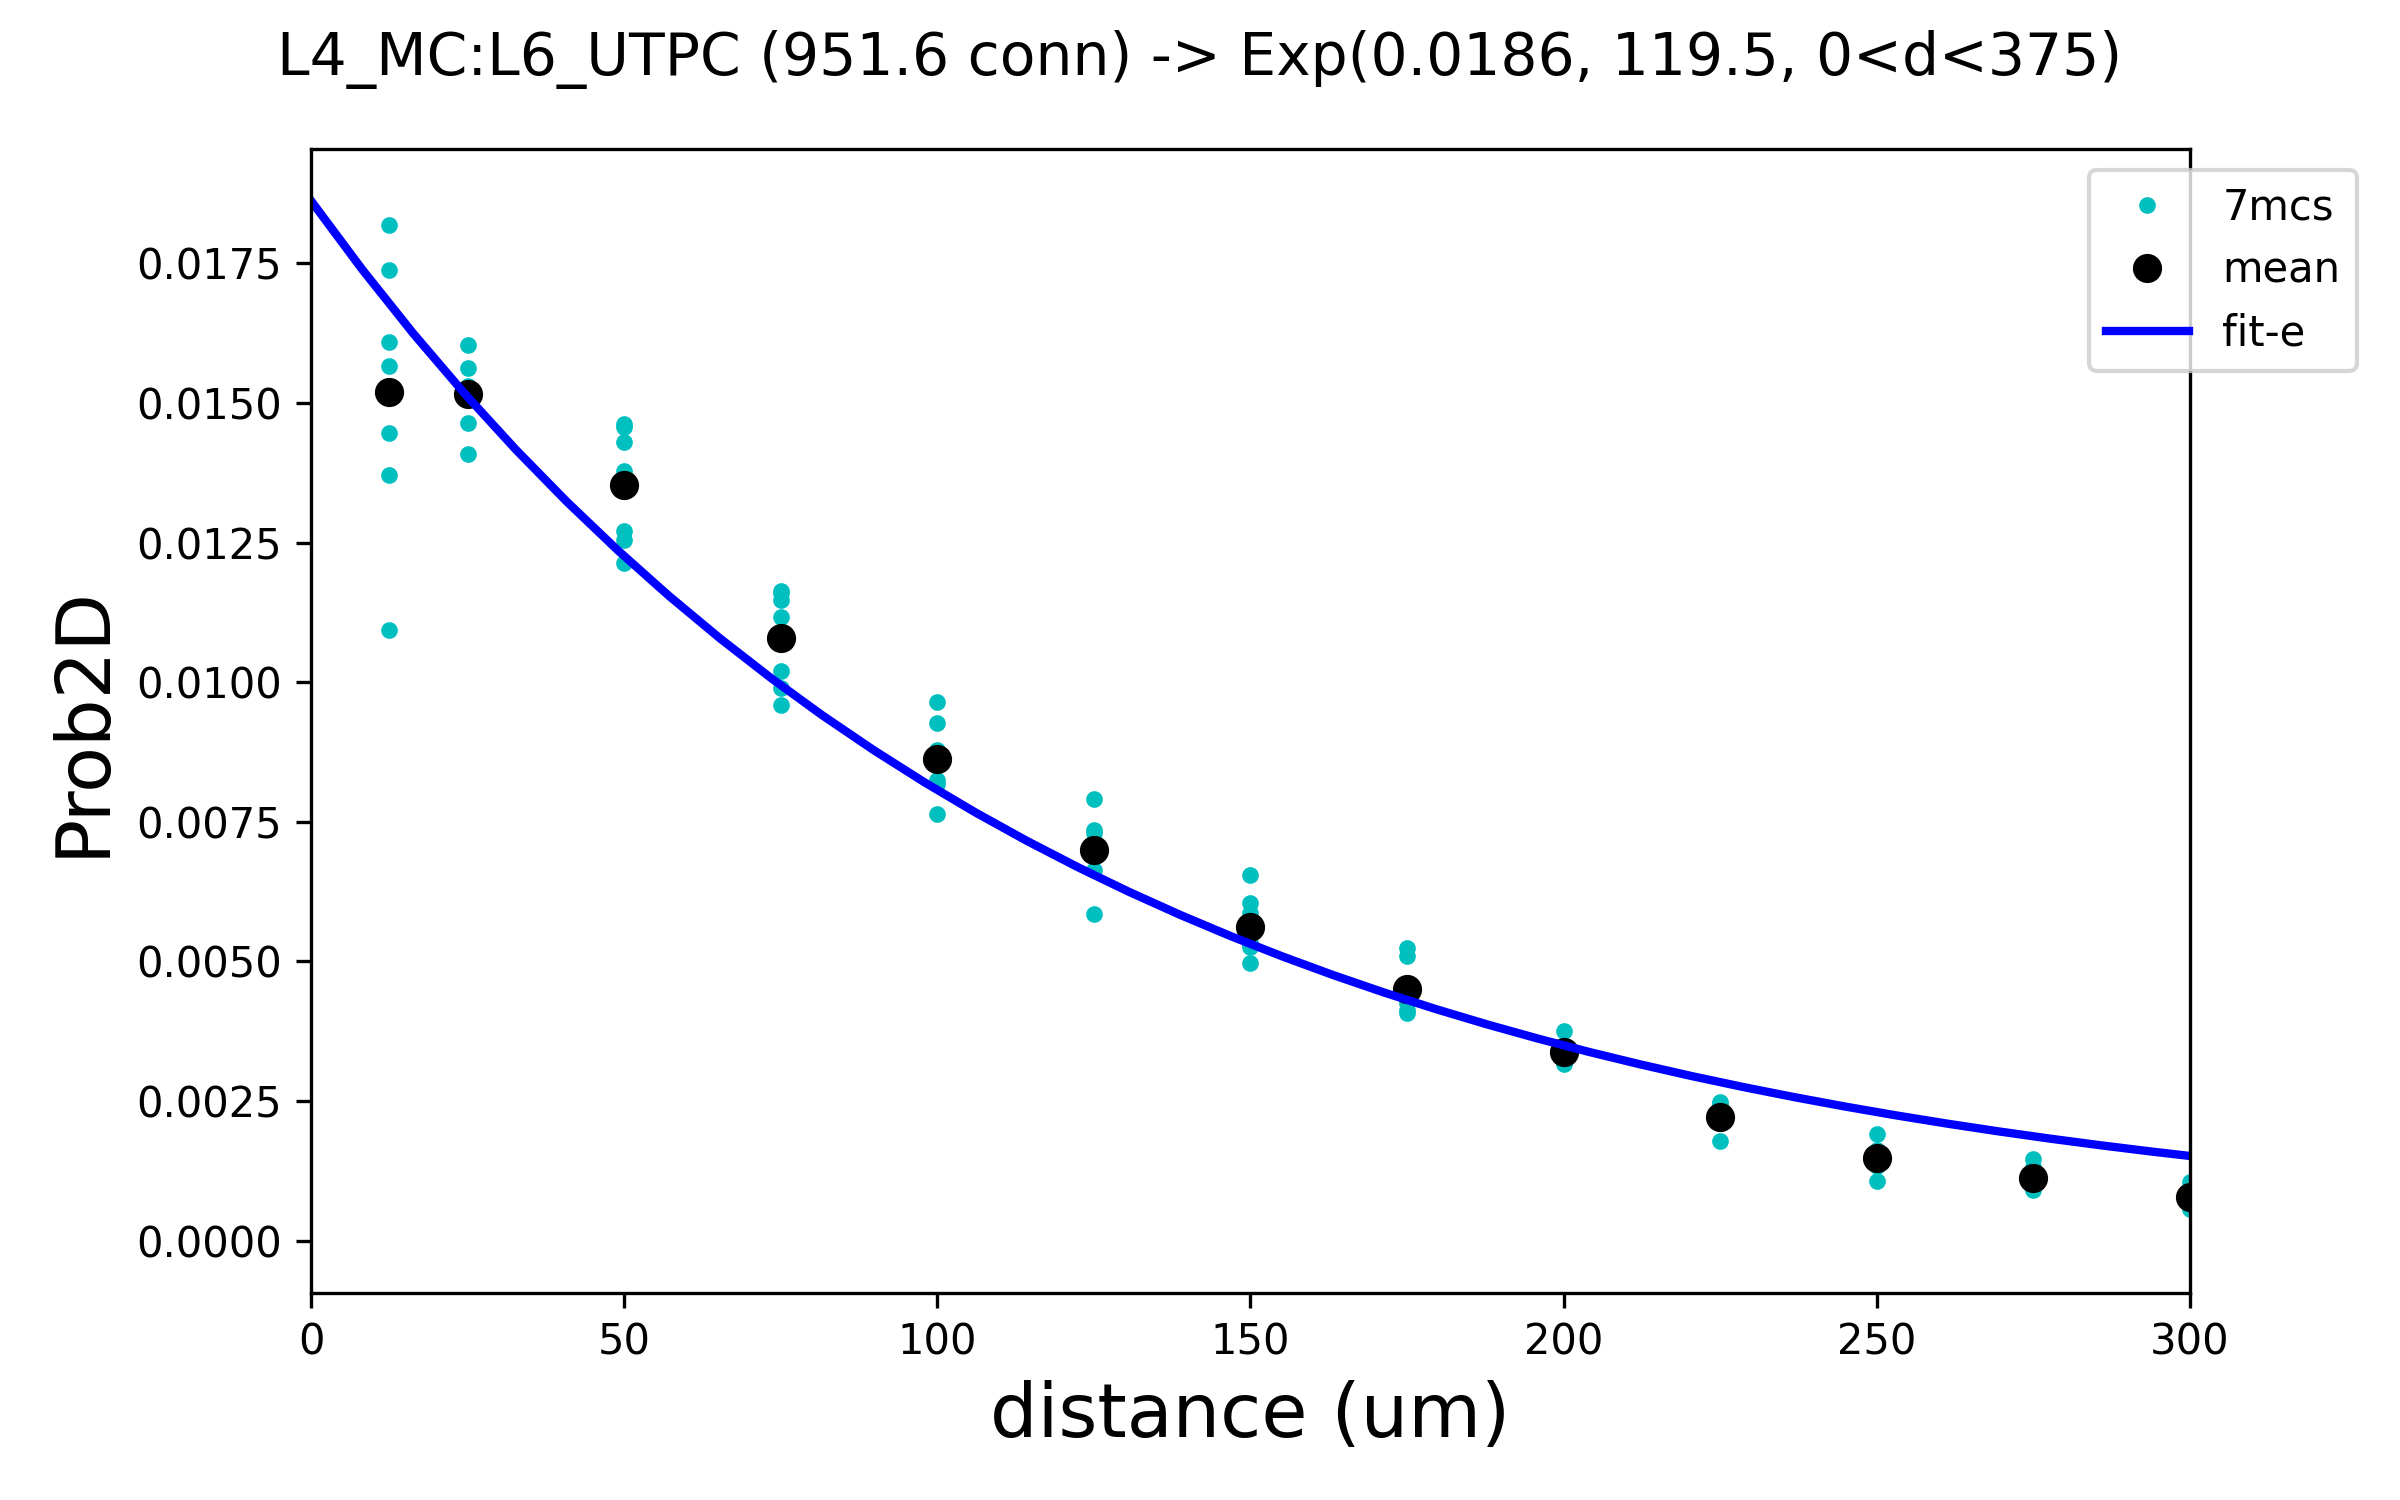 L4_MC:L6_UTPC (951.6 conn) -> Exp(0.0186, 119.5, 0<d<375)
7mcs
mean
fit-e
Prob2D
0.0175
0.0150
0.0125
0.0100
0.0075
0.0050
0.0025
0.0000
0 50 100 150 200 250 300
distance (um)